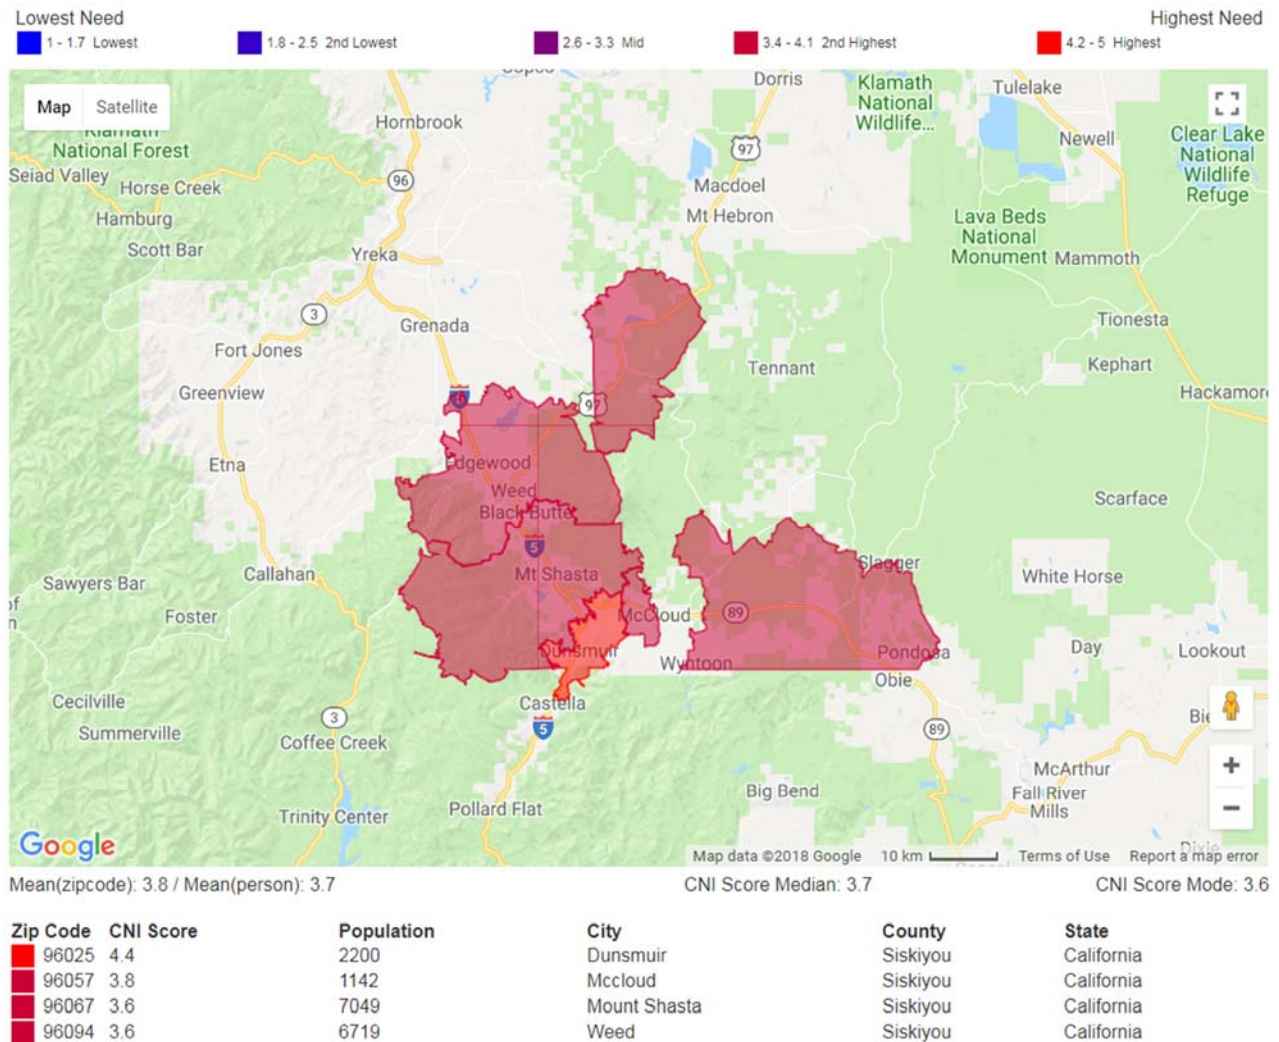 Lowest Need Highest Need
1 - 1.7 Lowest 1.8 - 2.5 2nd Lowest 2.6 - 3.3 Mid 3.4 - 4.1 2nd Highest 4.2 - 5 Highest
Map Satellite
Dorris
Klamath
National
Wildlife...
Tulelake
Hornbrook
97
Newell
Clear Lake
National
Wildlife
Refuge
Klamath
National Forest
Seiad Valley
Horse Creek
96
Macdoel
Hamburg
Mt Hebron
Lava Beds
National
Monument
Scott Bar
Yreka
Mammoth
3
Grenada
Tionesta
Fort Jones
Tennant
Kephart
Greenview
Hackamor
97
Etna
Edgewood
Weed
Black Butte
Scarface
5
Slagger
Callahan
Mt Shasta
White Horse
Sawyers Bar
Foster
McCloud
89
of
n
Dunsmuir
Wyntoon
Pondosa
Day
Lookout
Obie
Cecilville
Castella
3
5
89
Bie
Summerville
Coffee Creek
McArthur
Big Bend
Fall River
Mills
Trinity Center
Pollard Flat
Dixie
Google
Map data ©2018 Google 10 km Terms of Use Report a map error
Mean(zipcode): 3.8 / Mean(person): 3.7 CNI Score Median: 3.7 CNI Score Mode: 3.6
Zip Code CNI Score Population City County State
96025 4.4 2200 Dunsmuir Siskiyou California
96057 3.8 1142 Mccloud Siskiyou California
96067 3.6 7049 Mount Shasta Siskiyou California
96094 3.6 6719 Weed Siskiyou California